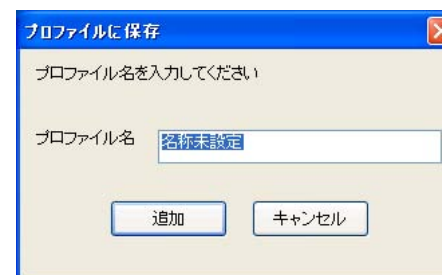 プロファイルに保存
プロファイル名を入力してください
プロファイル名 名称未設定
追加 キャンセル